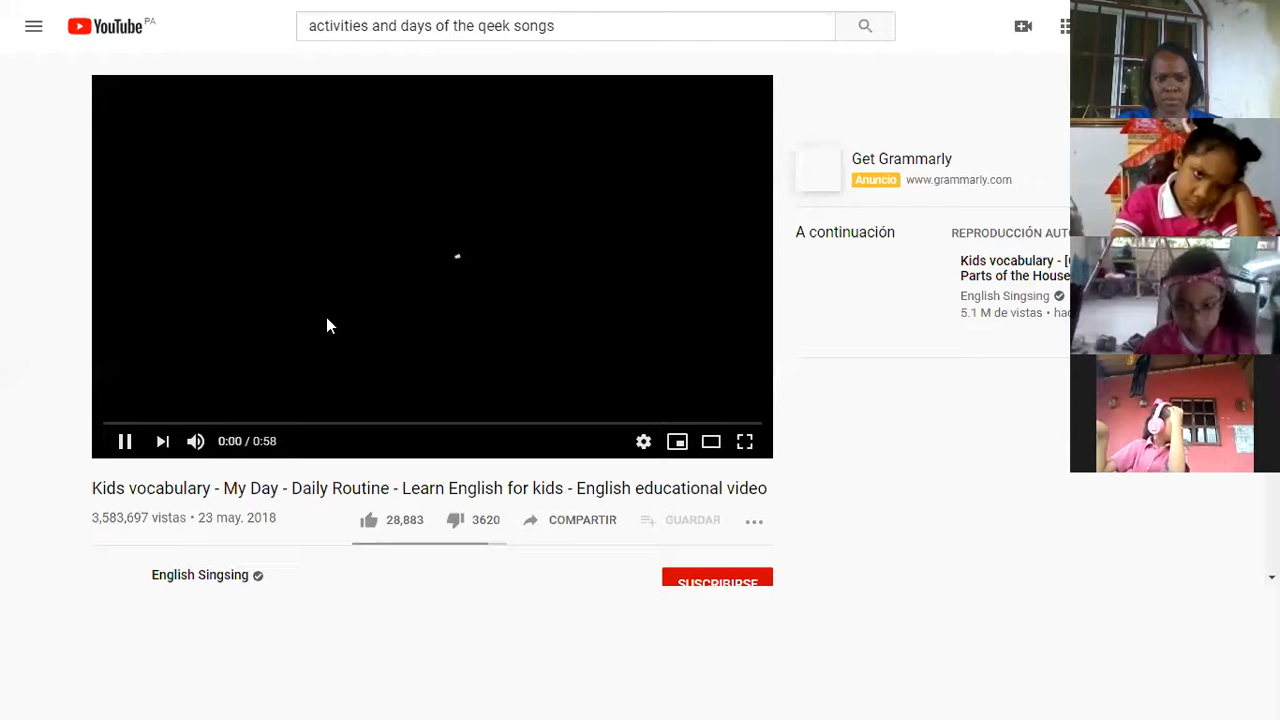 YouTube PA
activities and days of the qeek songs
Get Grammarly
Anuncio www.grammarly.com
A continuación
REPRODUCCIÓN AUTO
Kids vocabulary - [
Parts of the House
English Singsing
5.1 M de vistas • hac
0:00 / 0:58
Kids vocabulary - My Day - Daily Routine - Learn English for kids - English educational video
3,583,697 vistas • 23 may. 2018
28,883 3620 COMPARTIR GUARDAR
English Singsing
SUSCRIBIRSE